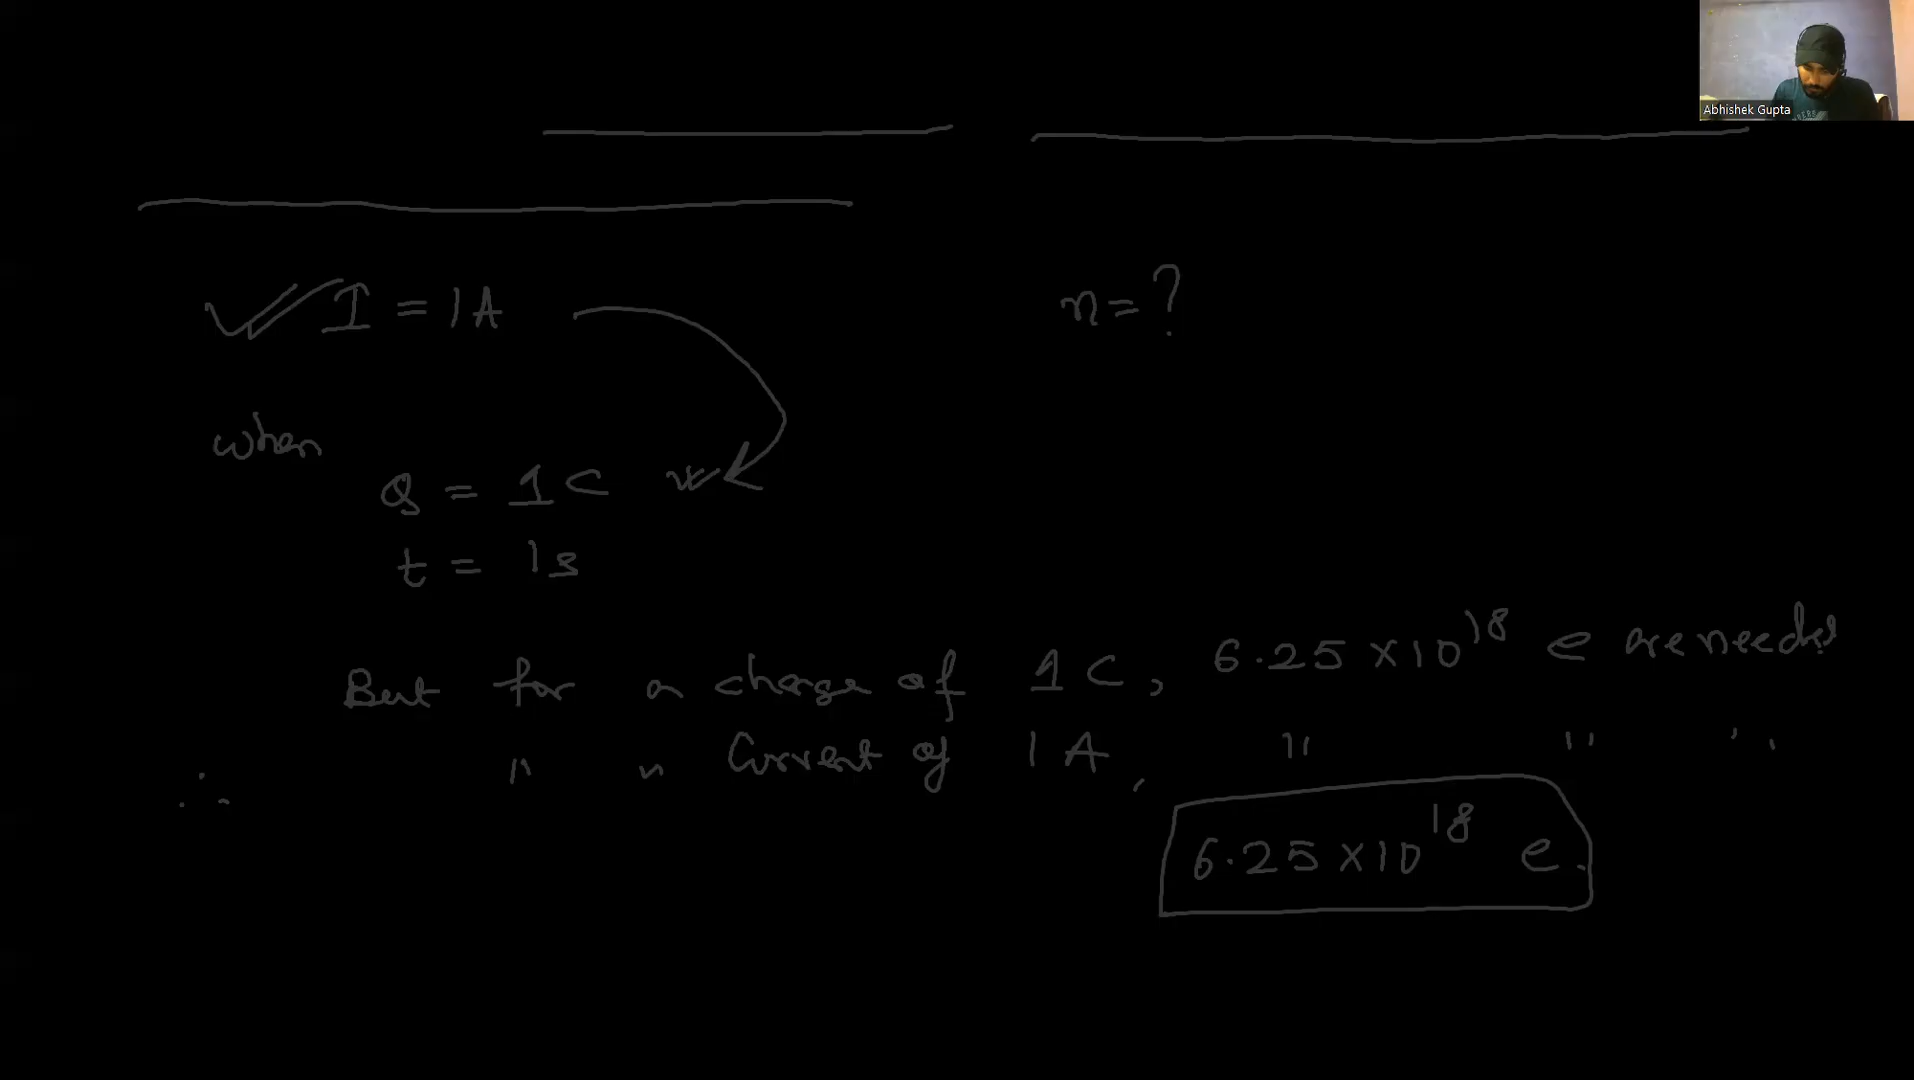 Abhishek Gupta
I = 1A
n = ?
when
Q = 1C
t = 1s
But for a charge of 1C, 6.25 × 10^18 e are needed
∴ " " Current of 1 A, " " "
6.25 × 10^18 e.